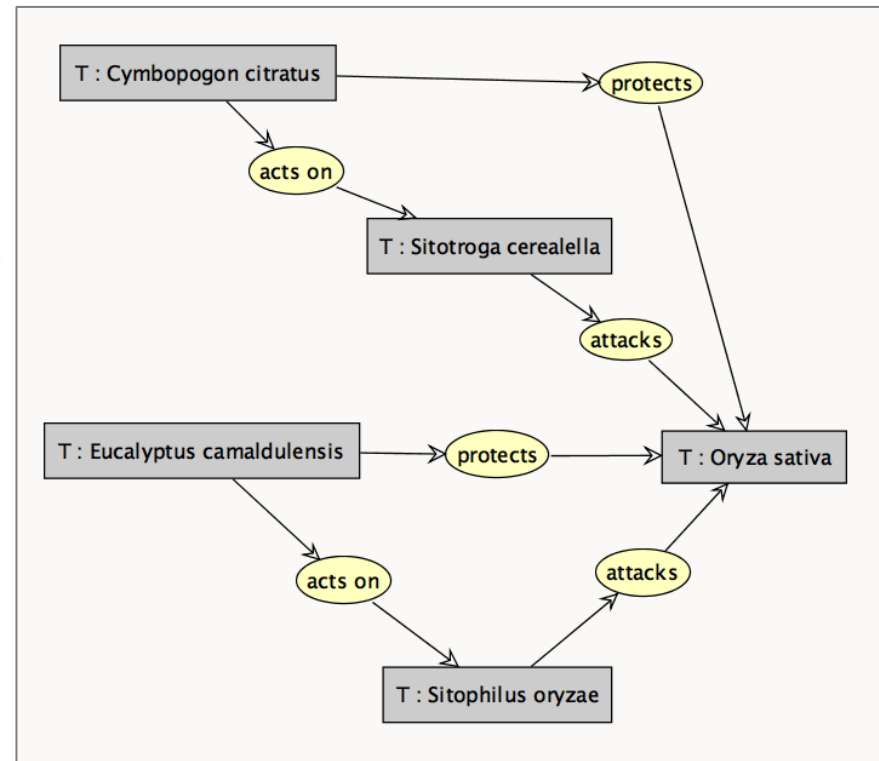 T : Cymbopogon citratus
protects
acts on
T : Sitotroga cerealella
attacks
T : Eucalyptus camaldulensis
protects
T : Oryza sativa
acts on
attacks
T : Sitophilus oryzae